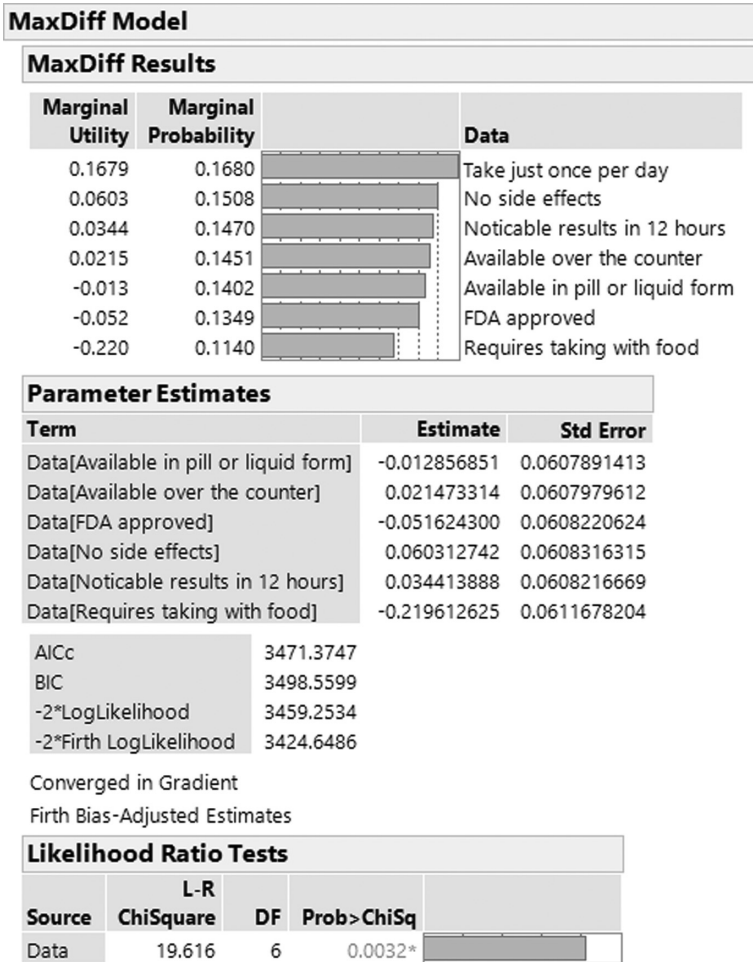 MaxDiff Model
MaxDiff Results
Marginal Utility Marginal Probability Data
0.1679 0.1680 Take just once per day
0.0603 0.1508 No side effects
0.0344 0.1470 Noticable results in 12 hours
0.0215 0.1451 Available over the counter
-0.013 0.1402 Available in pill or liquid form
-0.052 0.1349 FDA approved
-0.220 0.1140 Requires taking with food
Parameter Estimates
Term Estimate Std Error
Data[Available in pill or liquid form] -0.012856851 0.0607891413
Data[Available over the counter] 0.021473314 0.0607979612
Data[FDA approved] -0.051624300 0.0608220624
Data[No side effects] 0.060312742 0.0608316315
Data[Noticable results in 12 hours] 0.034413888 0.0608216669
Data[Requires taking with food] -0.219612625 0.0611678204
AICc 3471.3747
BIC 3498.5599
-2*LogLikelihood 3459.2534
-2*Firth LogLikelihood 3424.6486
Converged in Gradient
Firth Bias-Adjusted Estimates
Likelihood Ratio Tests
Source L-R ChiSquare DF Prob>ChiSq
Data 19.616 6 0.0032*